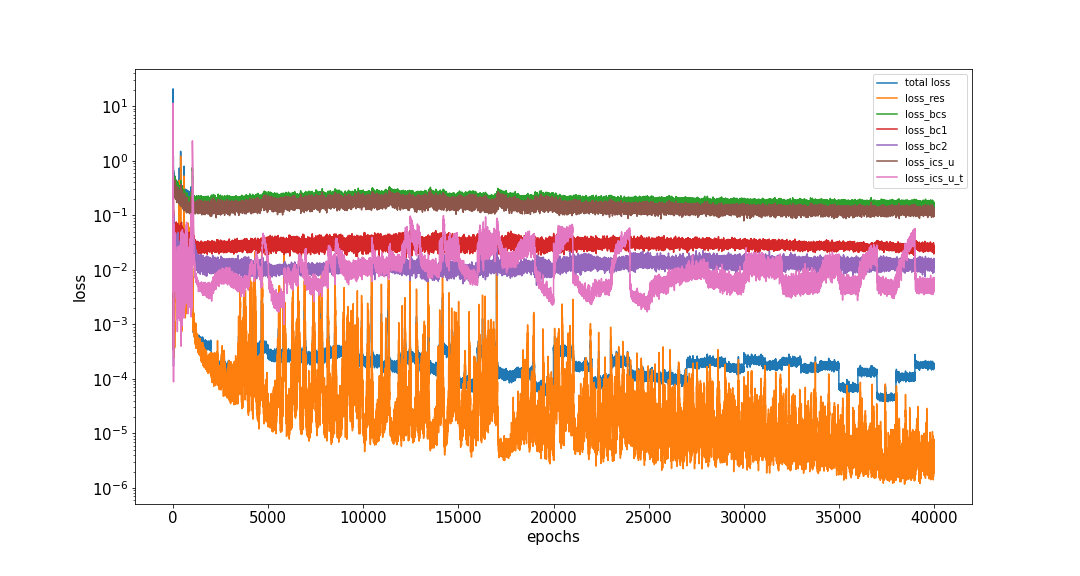 total loss
loss_res
loss_bcs
loss_bc1
loss_bc2
loss_ics_u
loss_ics_u_t
loss
10¹
10⁰
10⁻¹
10⁻²
10⁻³
10⁻⁴
10⁻⁵
10⁻⁶
0 5000 10000 15000 20000 25000 30000 35000 40000
epochs